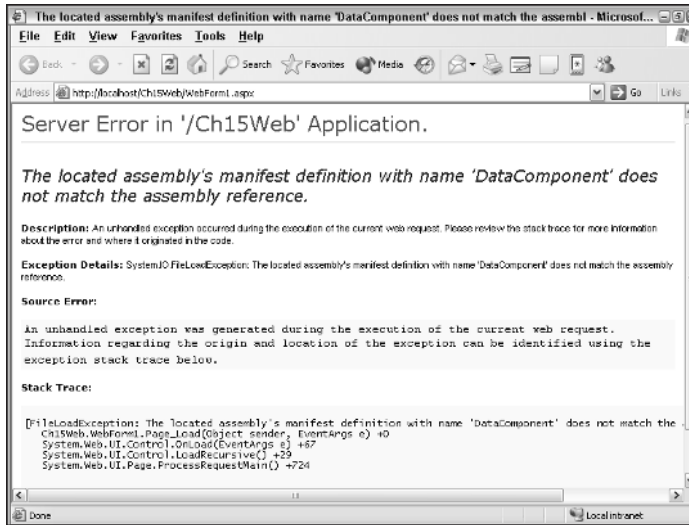 The located assembly's manifest definition with name 'DataComponent' does not match the assembl - Microsof...
File Edit View Favorites Tools Help
Back Search Favorites Media
Address http://localhost/Ch15Web/WebForm1.aspx Go Links
Server Error in '/Ch15Web' Application.
The located assembly's manifest definition with name 'DataComponent' does
not match the assembly reference.
Description: An unhandled exception occurred during the execution of the current web request. Please review the stack trace for more information
about the error and where it originated in the code.
Exception Details: System.IO.FileLoadException: The located assembly's manifest definition with name 'DataComponent' does not match the assembly
reference.
Source Error:
An unhandled exception was generated during the execution of the current web request.
Information regarding the origin and location of the exception can be identified using the
exception stack trace below.
Stack Trace:
[FileLoadException: The located assembly's manifest definition with name 'DataComponent' does not match the
Ch15Web.WebForm1.Page_Load(Object sender, EventArgs e) +0
System.Web.UI.Control.OnLoad(EventArgs e) +67
System.Web.UI.Control.LoadRecursive() +29
System.Web.UI.Page.ProcessRequestMain() +724
Done Local intranet